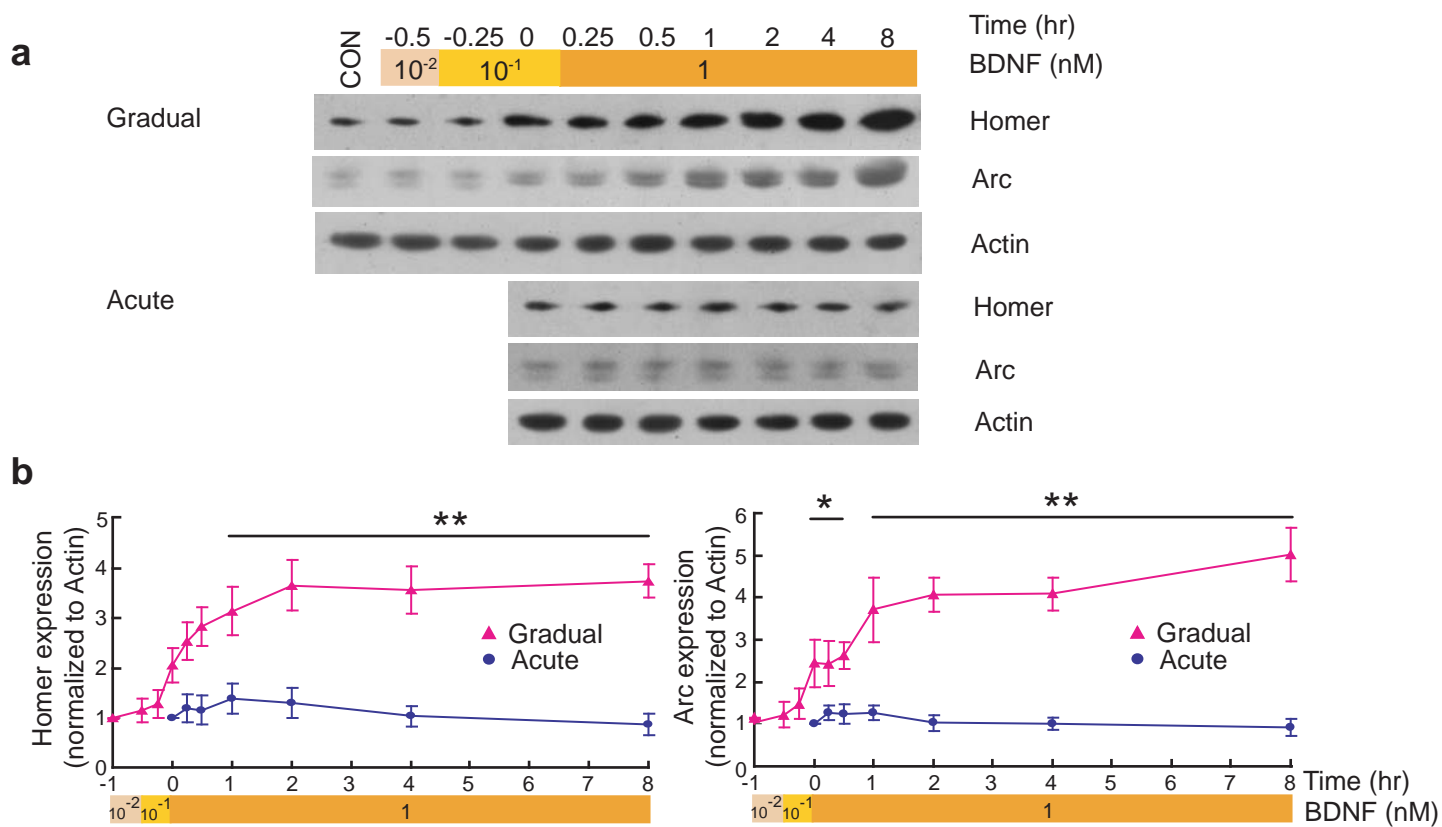 a
CON
-0.5 -0.25 0 0.25 0.5 1 2 4 8 Time (hr)
10-2 10-1 1 BDNF (nM)
Gradual Homer
Arc
Actin
Acute Homer
Arc
Actin
b
Homer expression
(normalized to Actin)
5
4
3
2
1
0
**
Gradual
Acute
-1 0 1 2 3 4 5 6 7 8
10-2 10-1 1
Arc expression
(normalized to Actin)
6
5
4
3
2
1
0
* **
Gradual
Acute
-1 0 1 2 3 4 5 6 7 8 Time (hr)
10-2 10-1 1 BDNF (nM)